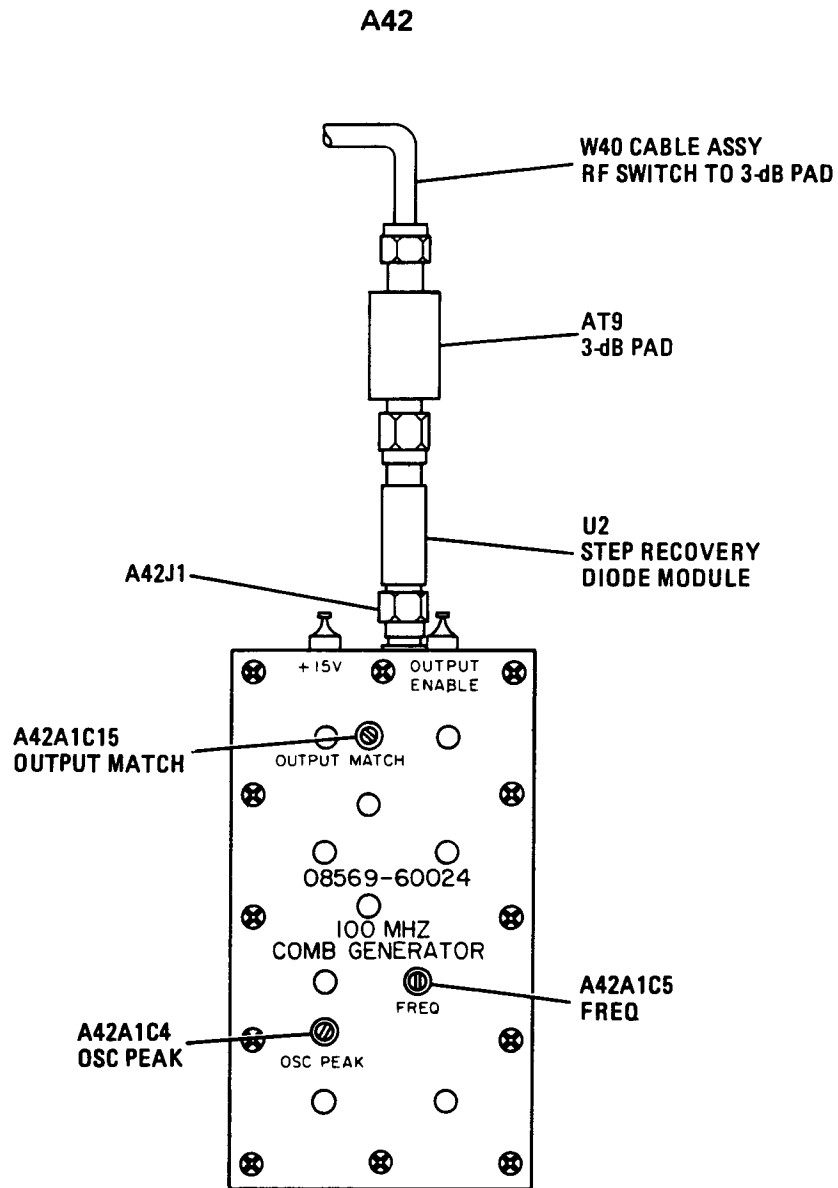 A42
W40 CABLE ASSY
RF SWITCH TO 3-dB PAD
AT9
3-dB PAD
U2
STEP RECOVERY
DIODE MODULE
A42J1
+15V
OUTPUT
ENABLE
A42A1C15
OUTPUT MATCH
OUTPUT MATCH
08569-60024
100 MHZ
COMB GENERATOR
A42A1C5
FREQ
FREQ
A42A1C4
OSC PEAK
OSC PEAK